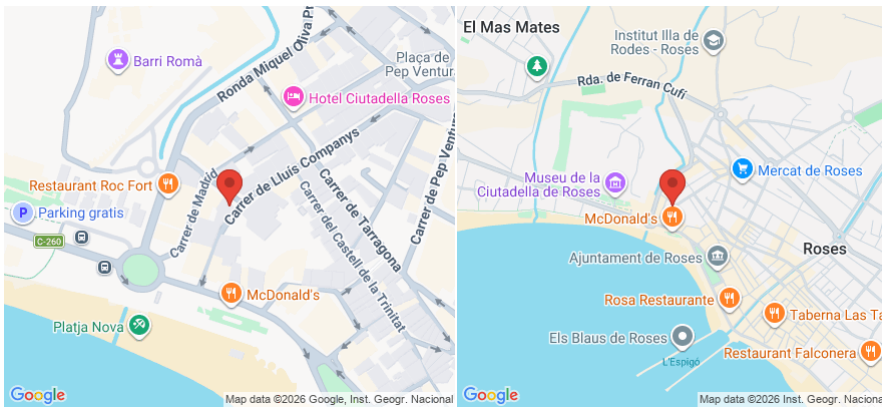 Barri Romà
Ronda Miquel Oliva Pr
Plaça de
Pep Ventur
Hotel Ciutadella Roses
Carrer de Lluís Companys
Carrer de Madrid
Restaurant Roc Fort
Parking gratis
P
C-260
Carrer de Tarragona
Carrer del Castell de la Trinitat
Carrer de Pep Ventur
McDonald's
Platja Nova
Google
Map data ©2026 Google, Inst. Geogr. Nacional
El Mas Mates
Institut Illa de
Rodes - Roses
Rda. de Ferran Cufí
Mercat de Roses
Museu de la
Ciutadella de Roses
McDonald's
Roses
Ajuntament de Roses
Rosa Restaurante
Taberna Las Ta
Els Blaus de Roses
L'Espigó
Restaurant Falconera
Google
Map data ©2026 Google, Inst. Geogr. Nacional